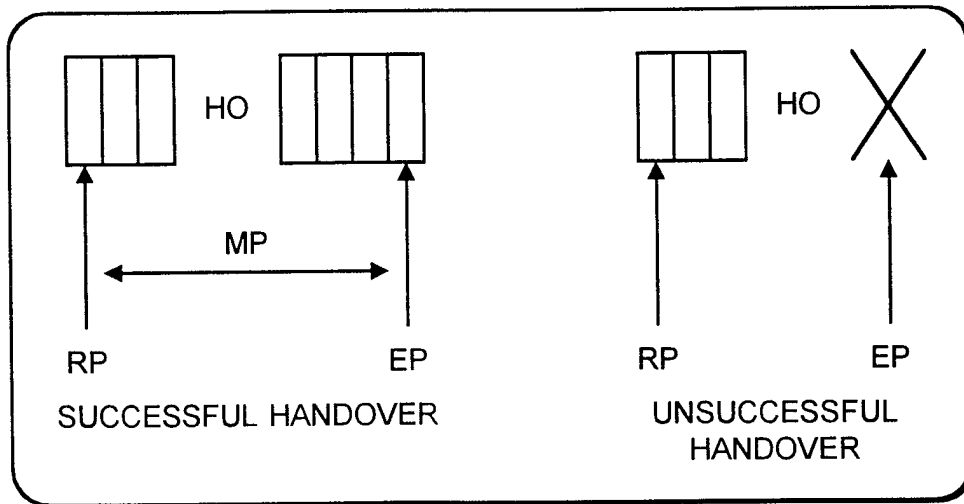 HO
HO
MP
RP
EP
RP
EP
SUCCESSFUL HANDOVER
UNSUCCESSFUL
HANDOVER